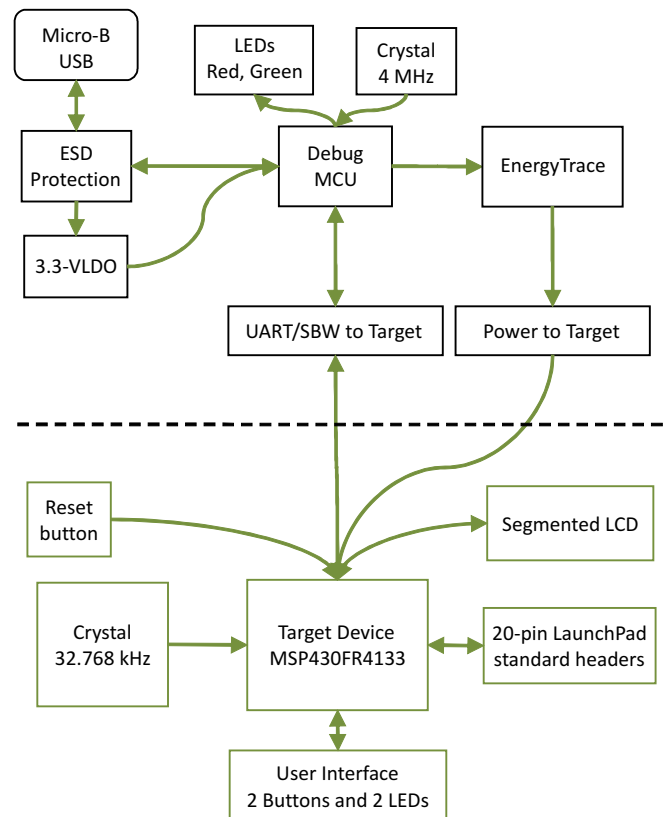 Micro-B
USB
LEDs
Red, Green
Crystal
4 MHz
ESD
Protection
Debug
MCU
EnergyTrace
3.3-VLDO
UART/SBW to Target
Power to Target
Reset
button
Segmented LCD
Crystal
32.768 kHz
Target Device
MSP430FR4133
20-pin LaunchPad
standard headers
User Interface
2 Buttons and 2 LEDs